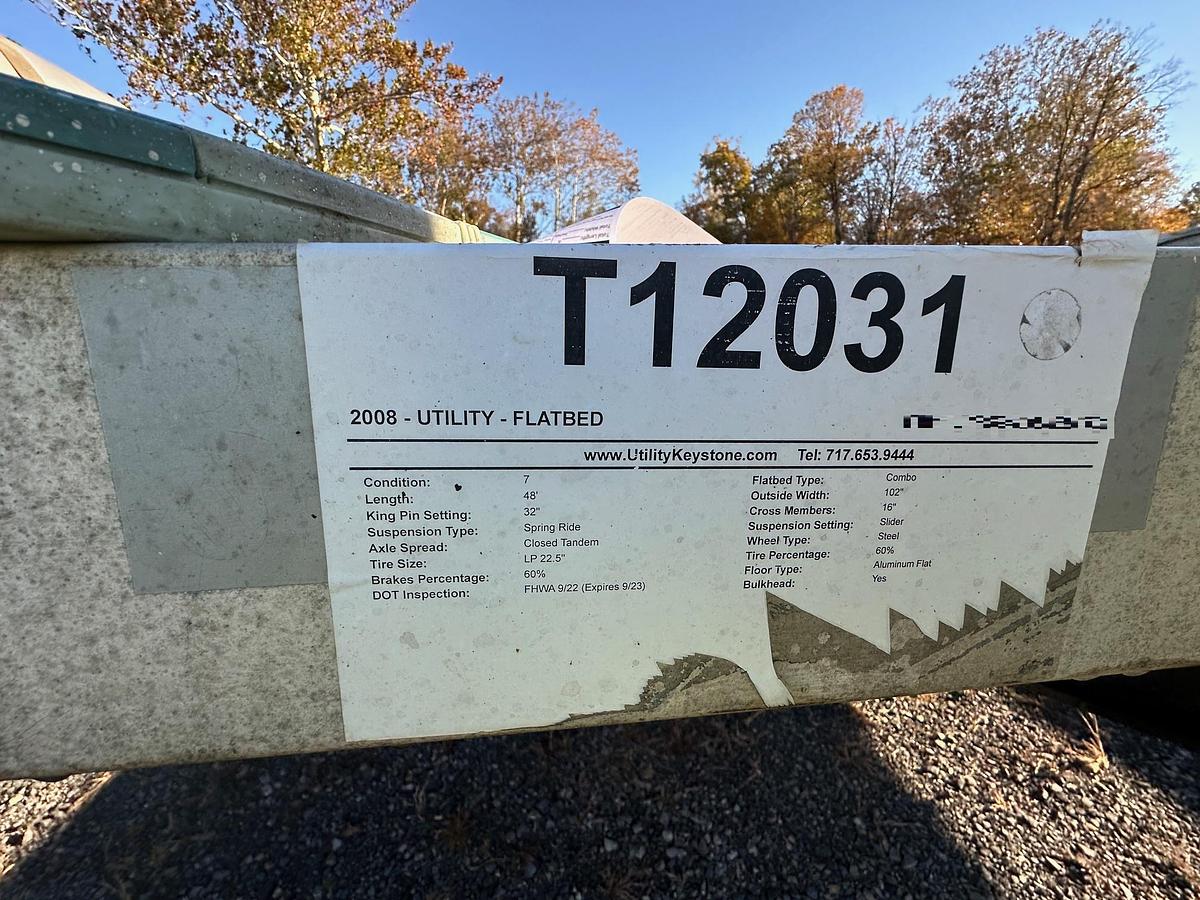 Total Length:
T12031
2008 - UTILITY - FLATBED
www.UtilityKeystone.com Tel: 717.653.9444
Condition: 7 Flatbed Type: Combo
Length: 48' Outside Width: 102"
King Pin Setting: 32" Cross Members: 16"
Suspension Type: Spring Ride Suspension Setting: Slider
Axle Spread: Closed Tandem Wheel Type: Steel
Tire Size: LP 22.5" Tire Percentage: 60%
Brakes Percentage: 60% Floor Type: Aluminum Flat
DOT Inspection: FHWA 9/22 (Expires 9/23) Bulkhead: Yes